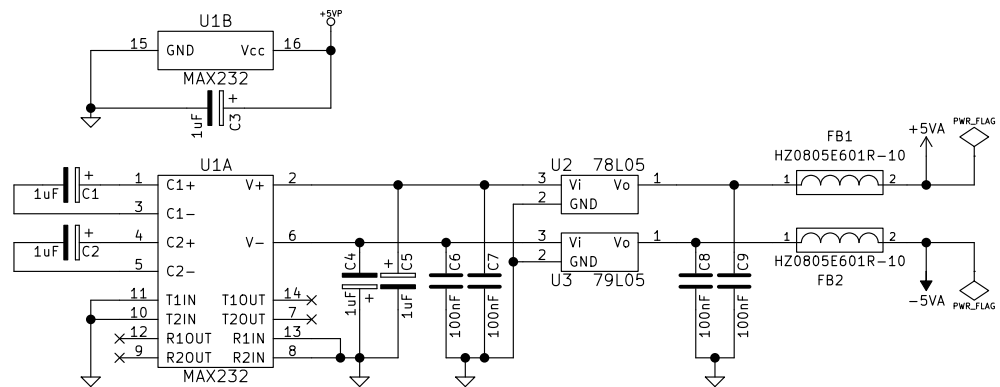 +5VP
U1B
15 GND Vcc 16
MAX232
+
1uF
C3
U1A
1uF + C1
1 C1+ V+ 2
3 C1-
1uF + C2
4 C2+ V- 6
5 C2-
11 T1IN T1OUT 14
10 T2IN T2OUT 7
12 R1OUT R1IN 13
9 R2OUT R2IN 8
MAX232
C4
1uF +
C5
+ 1uF
C6
100nF
C7
100nF
U2 78L05
3 Vi Vo 1
2 GND
3 Vi Vo 1
2 GND
U3 79L05
C8
100nF
C9
100nF
FB1
HZ0805E601R-10
1 2
+5VA
PWR_FLAG
1 2
HZ0805E601R-10
FB2
-5VA
PWR_FLAG